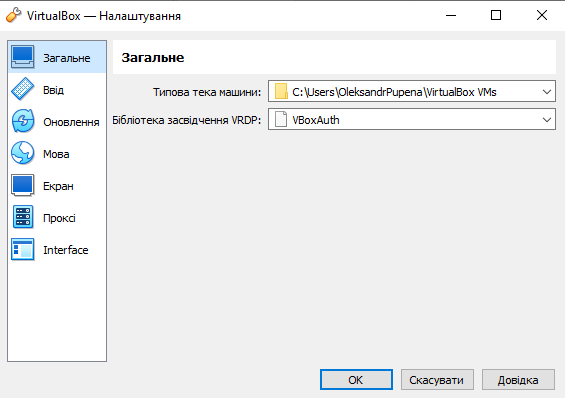 VirtualBox — Налаштування
Загальне
Ввід
Оновлення
Мова
Екран
Проксі
Interface
Загальне
Типова тека машини: C:\Users\OleksandrPupena\VirtualBox VMs
Бібліотека засвідчення VRDP: VBoxAuth
OK Скасувати Довідка